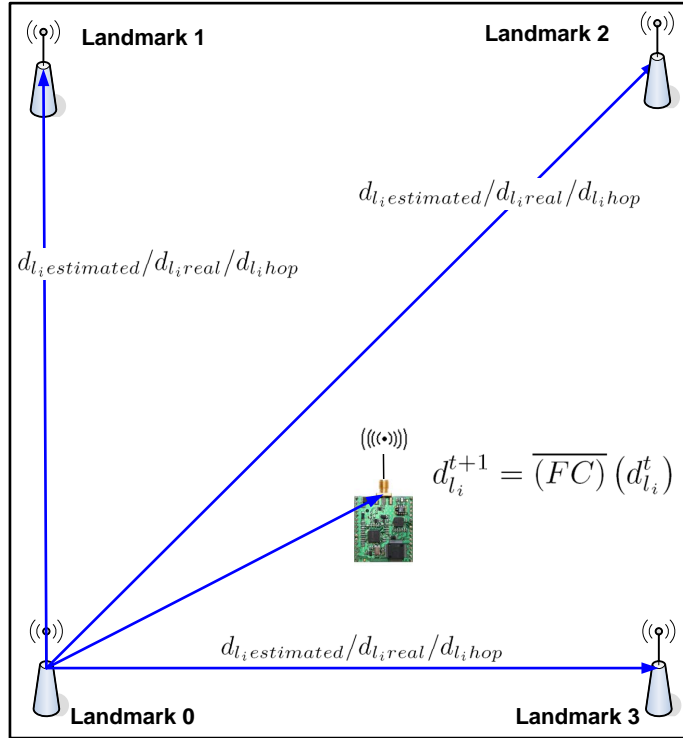 Landmark 1
Landmark 2
$d_{l_i estimated}/d_{l_i real}/d_{l_i hop}$
$d_{l_i estimated}/d_{l_i real}/d_{l_i hop}$
$d_{l_i}^{t+1} = \overline{(FC)}\left(d_{l_i}^{t}\right)$
$d_{l_i estimated}/d_{l_i real}/d_{l_i hop}$
Landmark 0
Landmark 3